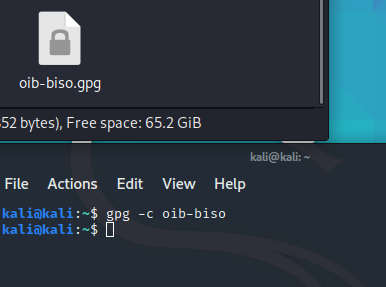 oib-biso.gpg
352 bytes), Free space: 65.2 GiB
kali@kali: ~
File Actions Edit View Help
kali@kali:~$ gpg -c oib-biso
kali@kali:~$